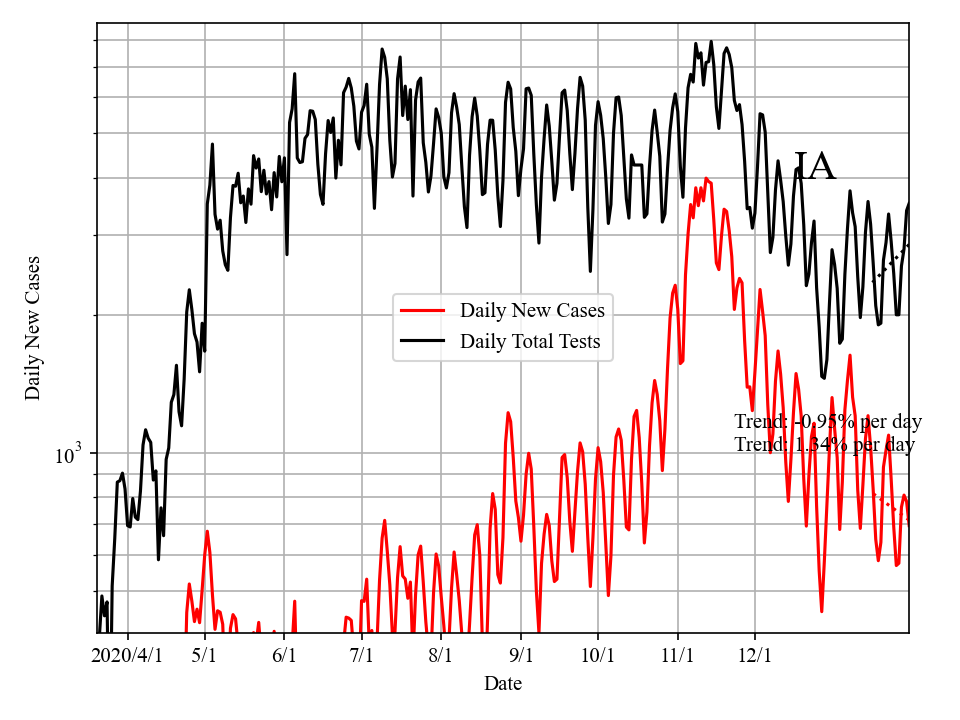 IA
Daily New Cases
Daily New Cases
Daily Total Tests
Trend: -0.95% per day
Trend: 1.34% per day
10³
2020/4/1 5/1 6/1 7/1 8/1 9/1 10/1 11/1 12/1
Date